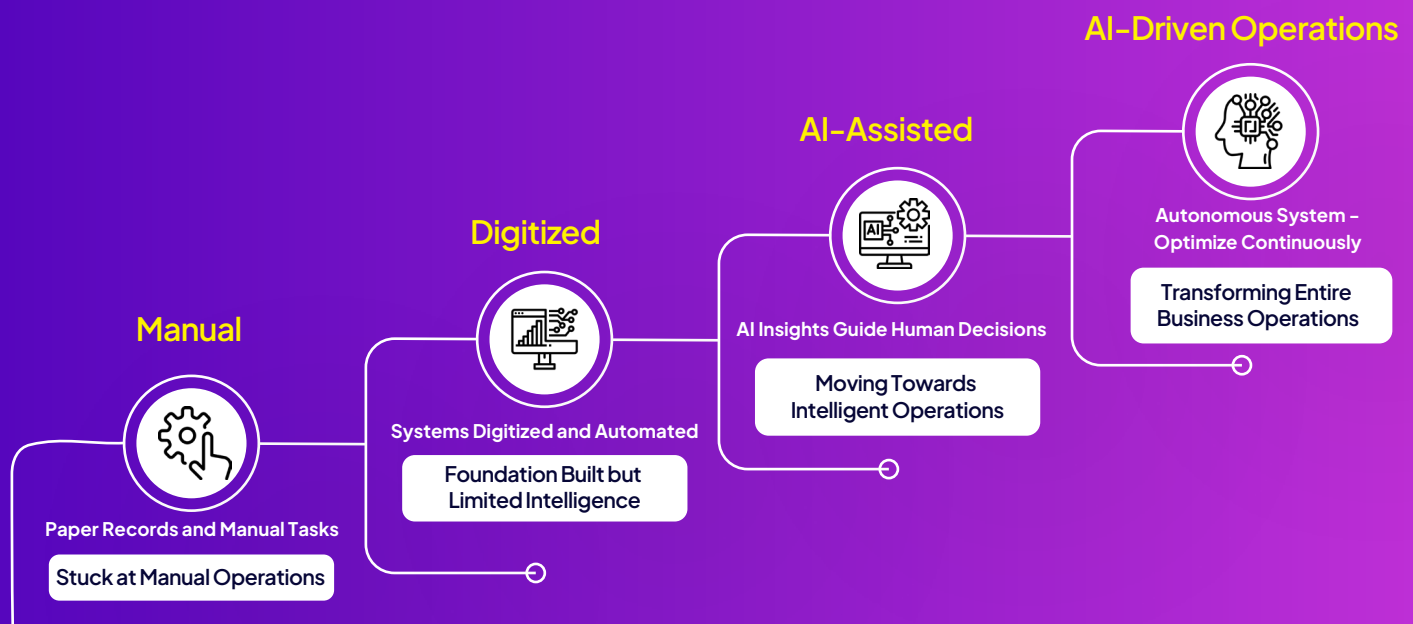 Manual
Paper Records and Manual Tasks
Stuck at Manual Operations
Digitized
Systems Digitized and Automated
Foundation Built but
Limited Intelligence
AI-Assisted
AI
AI Insights Guide Human Decisions
Moving Towards
Intelligent Operations
AI-Driven Operations
Autonomous System -
Optimize Continuously
Transforming Entire
Business Operations